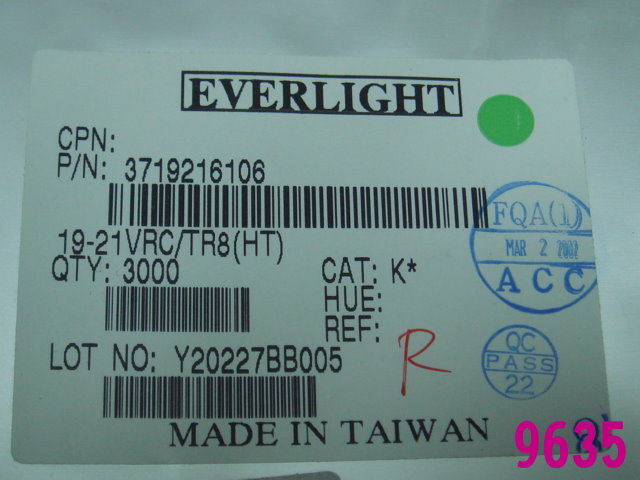 EVERLIGHT
CPN:
P/N: 3719216106
19-21VRC/TR8(HT)
QTY: 3000
CAT: K*
HUE:
REF:
LOT NO: Y20227BB005
MADE IN TAIWAN
FQA(1)
MAR 2 2002
ACC
R
QC
PASS
22
9635